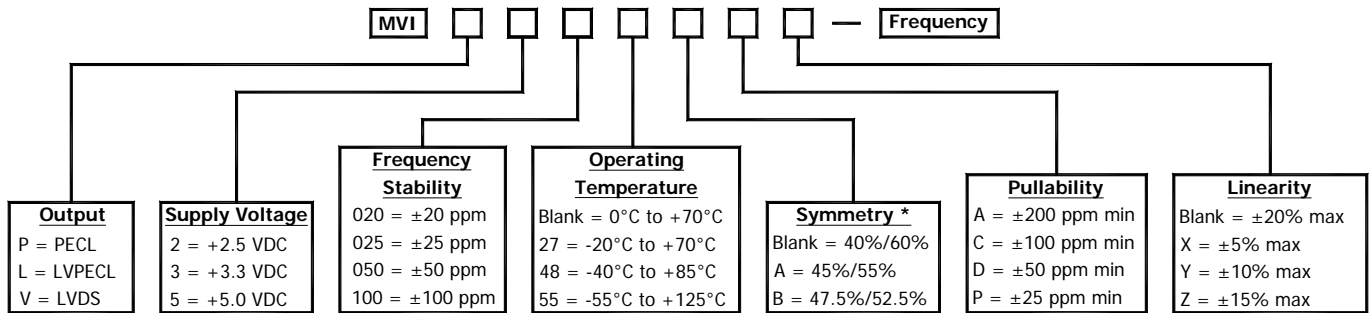 MVI — Frequency
Output
P = PECL
L = LVPECL
V = LVDS
Supply Voltage
2 = +2.5 VDC
3 = +3.3 VDC
5 = +5.0 VDC
Frequency
Stability
020 = ±20 ppm
025 = ±25 ppm
050 = ±50 ppm
100 = ±100 ppm
Operating
Temperature
Blank = 0°C to +70°C
27 = -20°C to +70°C
48 = -40°C to +85°C
55 = -55°C to +125°C
Symmetry *
Blank = 40%/60%
A = 45%/55%
B = 47.5%/52.5%
Pullability
A = ±200 ppm min
C = ±100 ppm min
D = ±50 ppm min
P = ±25 ppm min
Linearity
Blank = ±20% max
X = ±5% max
Y = ±10% max
Z = ±15% max